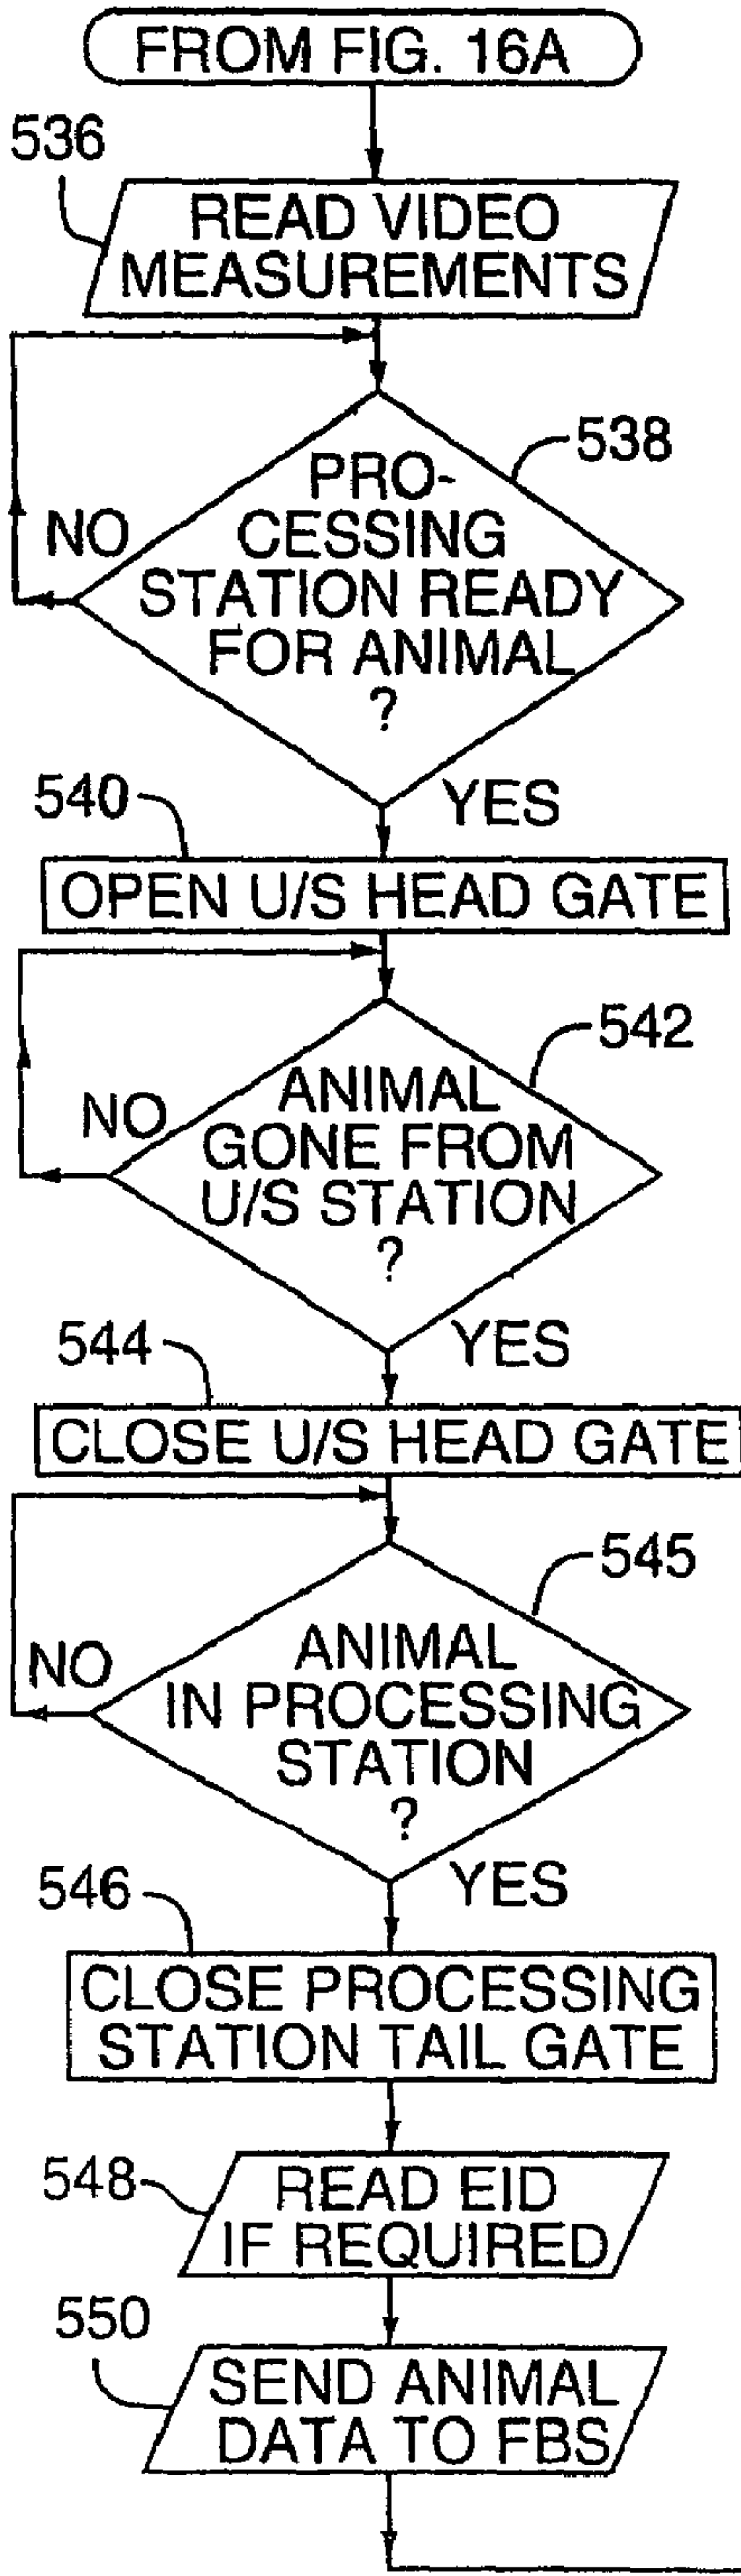 FROM FIG. 16A
536
READ VIDEO
MEASUREMENTS
538
PRO-
CESSING
STATION READY
FOR ANIMAL
?
NO
YES
540
OPEN U/S HEAD GATE
542
ANIMAL
GONE FROM
U/S STATION
?
NO
YES
544
CLOSE U/S HEAD GATE
545
ANIMAL
IN PROCESSING
STATION
?
NO
YES
546
CLOSE PROCESSING
STATION TAIL GATE
548
READ EID
IF REQUIRED
550
SEND ANIMAL
DATA TO FBS